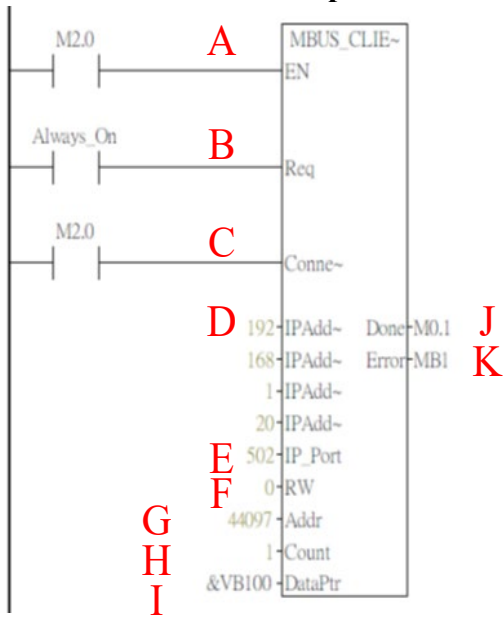 M2.0 A MBUS_CLIE~
EN
Always_On B
Req
M2.0 C
Conne~
D 192 IPAdd~ Done M0.1 J
168 IPAdd~ Error MB1 K
1 IPAdd~
20 IPAdd~
E 502 IP_Port
F 0 RW
G 44097 Addr
H 1 Count
&VB100 DataPtr
I